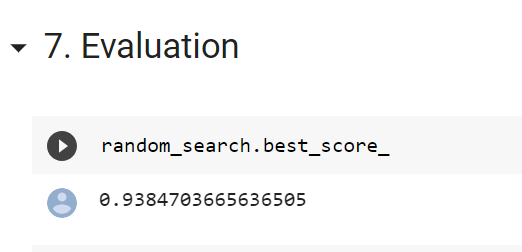 7. Evaluation
random_search.best_score_
0.9384703665636505